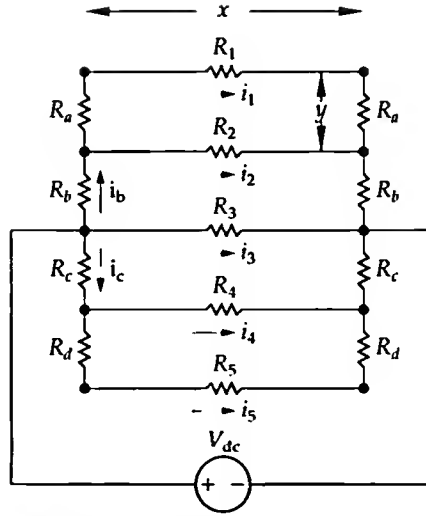 x
R1
Ra i1 y Ra
R2
Rb ib i2 Rb
R3
Rc ic i3 Rc
R4
Rd i4 Rd
R5
i5
Vdc
+ −